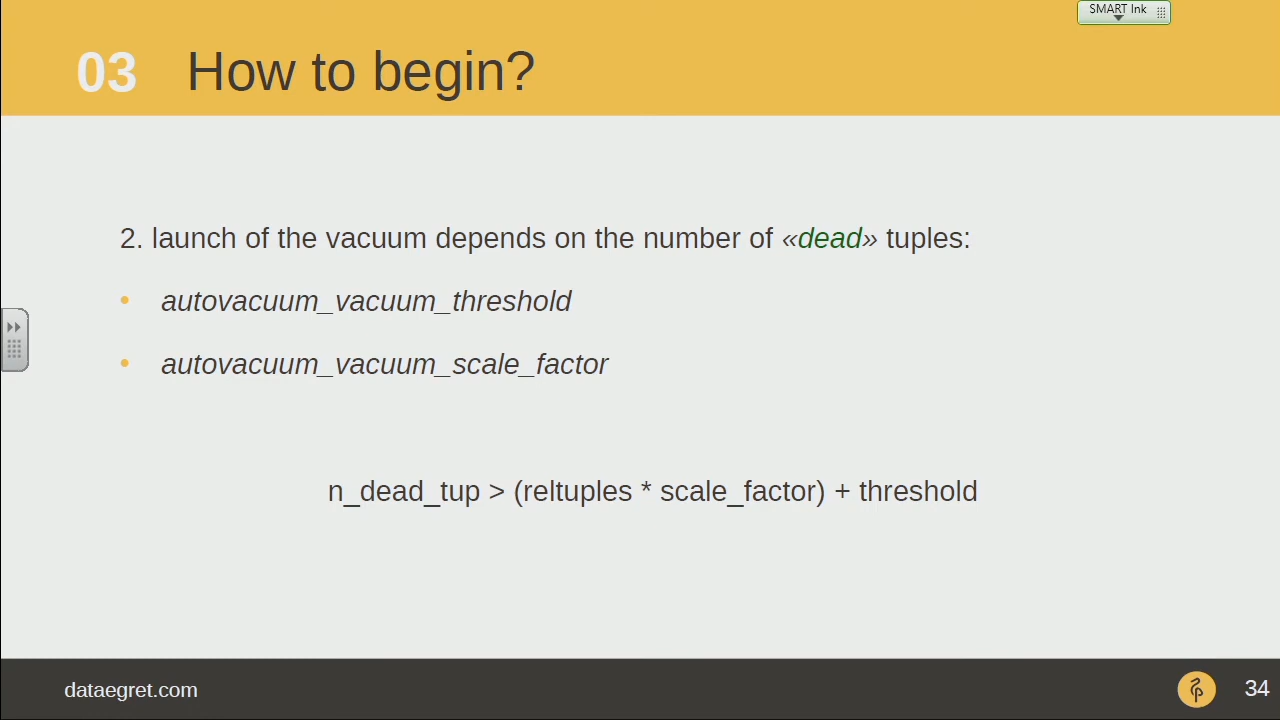 SMART Ink
03 How to begin?
2. launch of the vacuum depends on the number of «dead» tuples:
• autovacuum_vacuum_threshold
• autovacuum_vacuum_scale_factor
n_dead_tup > (reltuples * scale_factor) + threshold
dataegret.com
34